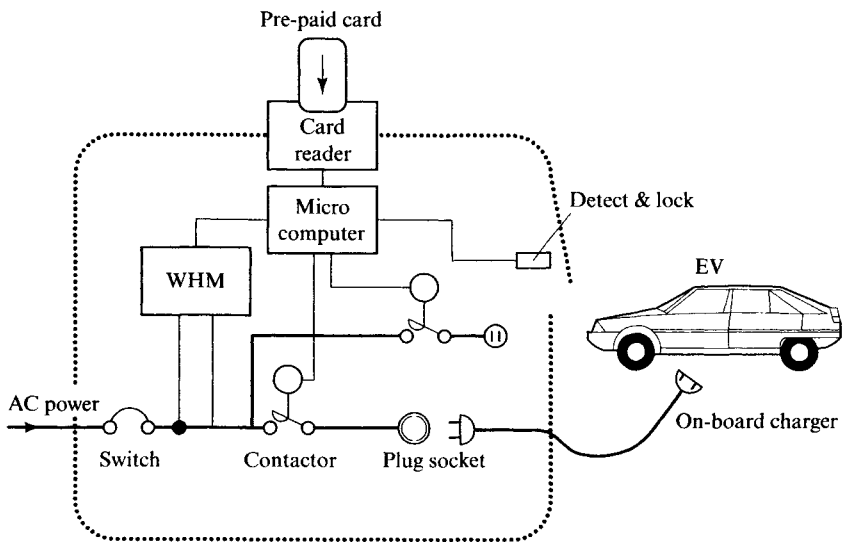 Pre-paid card
Card
reader
Micro
computer
Detect & lock
WHM
EV
AC power
On-board charger
Switch
Contactor
Plug socket